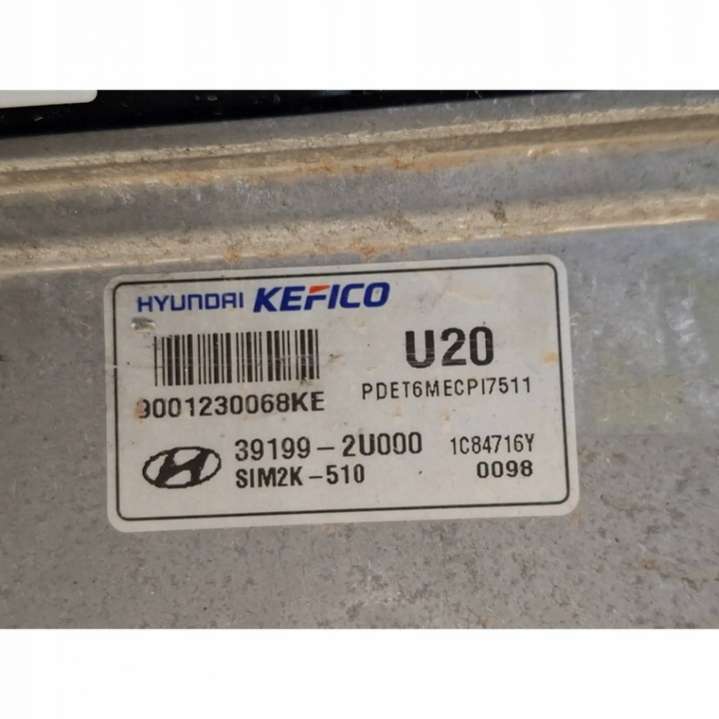 HYUNDAI KEFICO
U20
9001230068KE
PDET6MECPI7511
39199-2U000
1C84716Y
SIM2K-510
0098